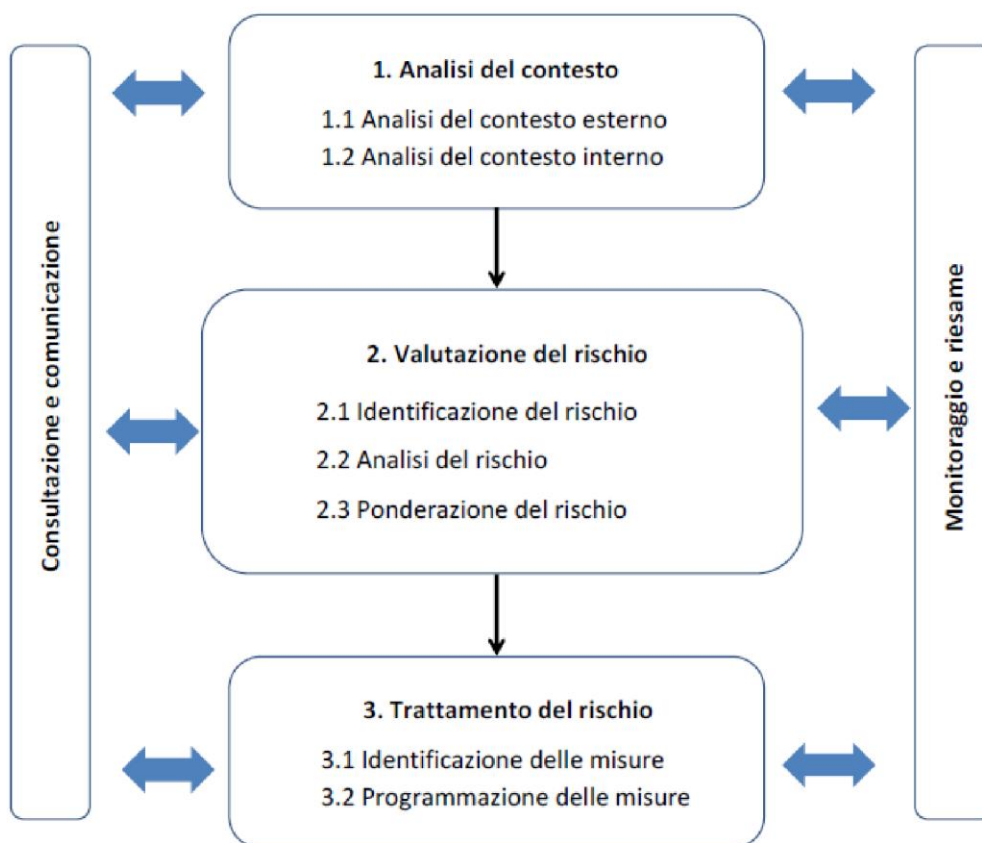 Consultazione e comunicazione
1. Analisi del contesto
1.1 Analisi del contesto esterno
1.2 Analisi del contesto interno
2. Valutazione del rischio
2.1 Identificazione del rischio
2.2 Analisi del rischio
2.3 Ponderazione del rischio
3. Trattamento del rischio
3.1 Identificazione delle misure
3.2 Programmazione delle misure
Monitoraggio e riesame